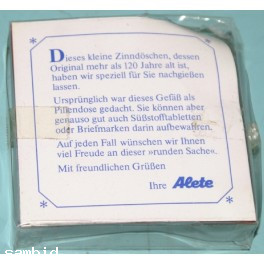 Dieses kleine Zinndöschen, dessen
Original mehr als 120 Jahre alt ist,
haben wir speziell für Sie nachgießen
lassen.
Ursprünglich war dieses Gefäß als
Pillendose gedacht. Sie können aber
genauso gut auch Süßstofftabletten
oder Briefmarken darin aufbewahren.
Auf jeden Fall wünschen wir Ihnen
viel Freude an dieser »runden Sache«.
Mit freundlichen Grüßen
Ihre Alete
sambid